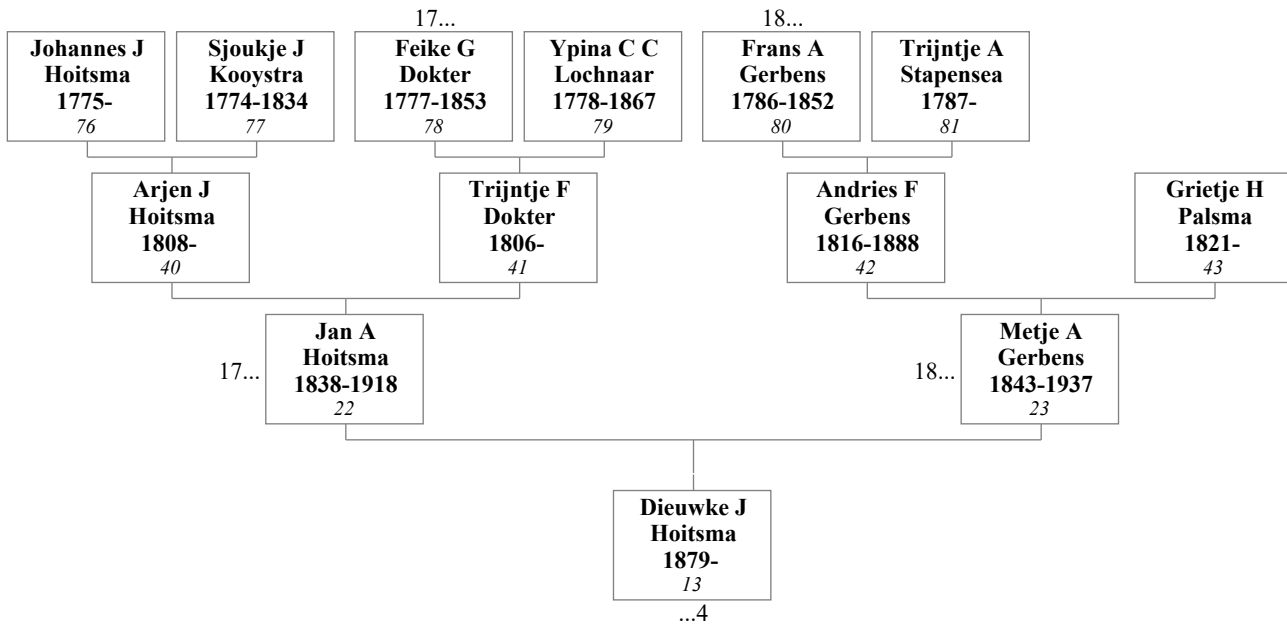 17...
18...
Johannes J
Hoitsma
1775-
76
Sjoukje J
Kooystra
1774-1834
77
Feike G
Dokter
1777-1853
78
Ypina C C
Lochnaar
1778-1867
79
Frans A
Gerbens
1786-1852
80
Trijntje A
Stapensea
1787-
81
Arjen J
Hoitsma
1808-
40
Trijntje F
Dokter
1806-
41
Andries F
Gerbens
1816-1888
42
Grietje H
Palsma
1821-
43
17...
Jan A
Hoitsma
1838-1918
22
18...
Metje A
Gerbens
1843-1937
23
Dieuwke J
Hoitsma
1879-
13
...4